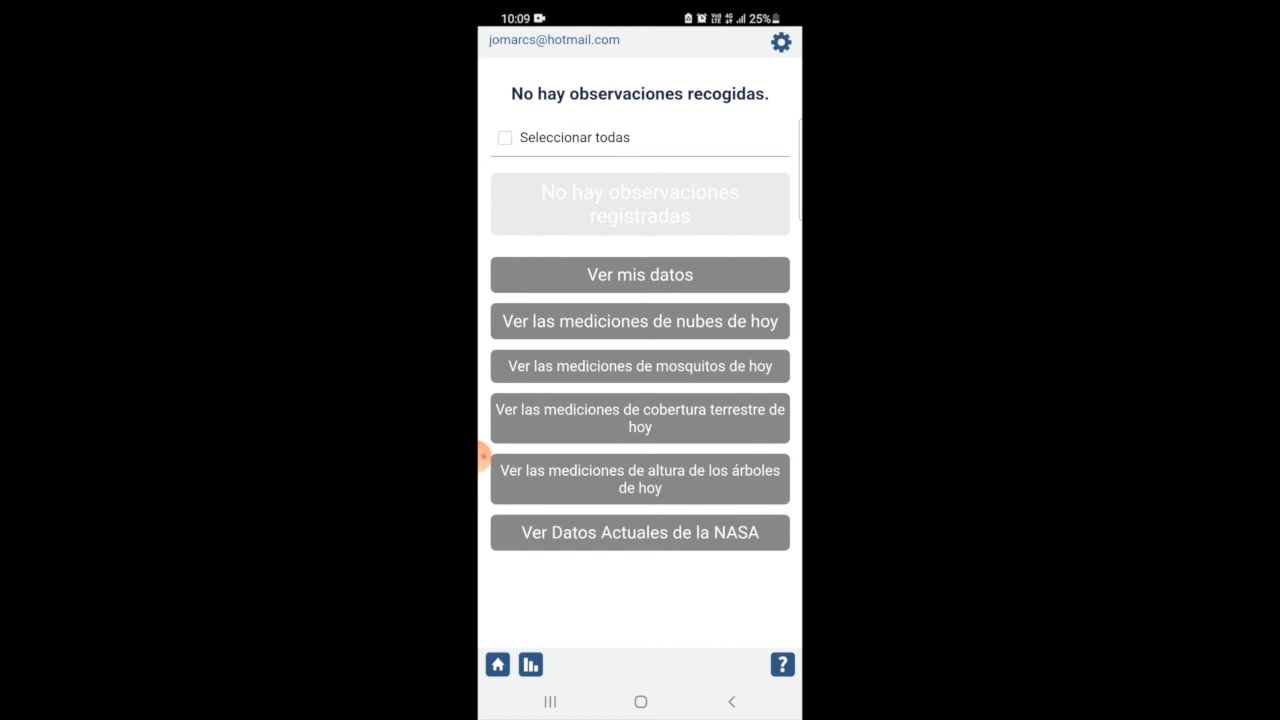 10:09 25%
jomarcs@hotmail.com
No hay observaciones recogidas.
Seleccionar todas
No hay observaciones
registradas
Ver mis datos
Ver las mediciones de nubes de hoy
Ver las mediciones de mosquitos de hoy
Ver las mediciones de cobertura terrestre de
hoy
Ver las mediciones de altura de los árboles
de hoy
Ver Datos Actuales de la NASA
?